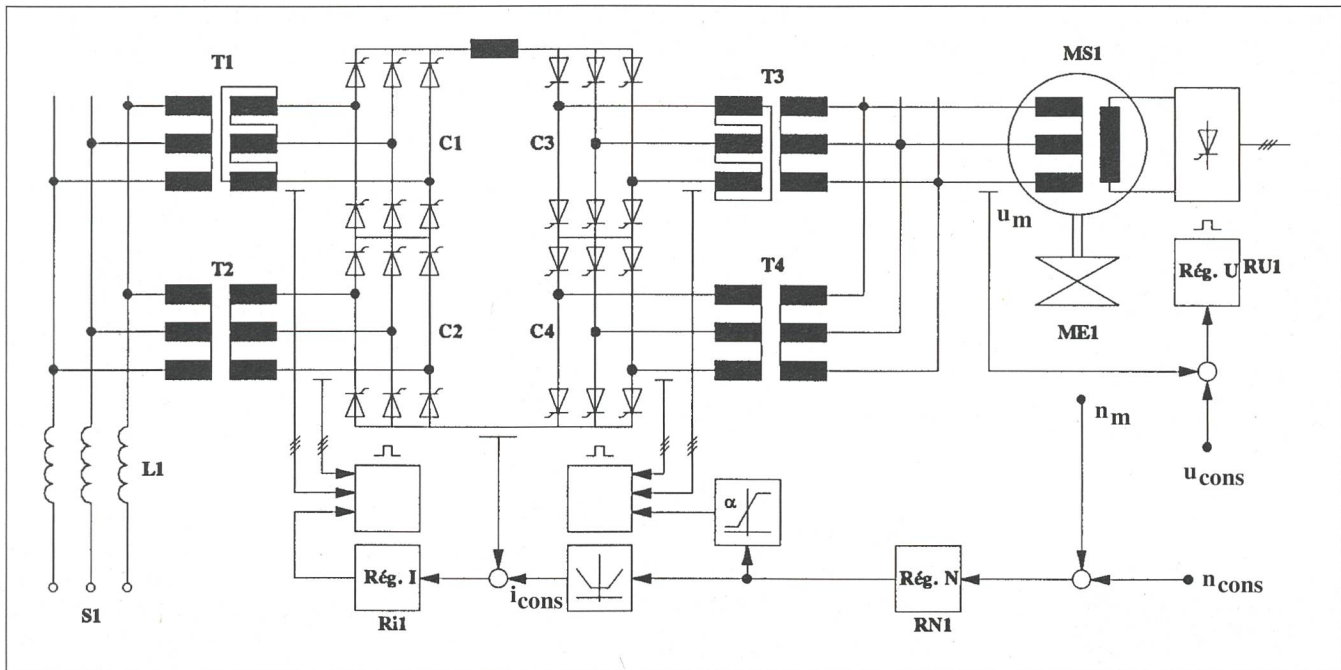 T1
T3
MS1
C1
C3
u_m
T2
T4
Rég. U
RU1
C2
C4
ME1
n_m
L1
u_cons
α
Rég. I
i_cons
Rég. N
n_cons
S1
Ri1
RN1